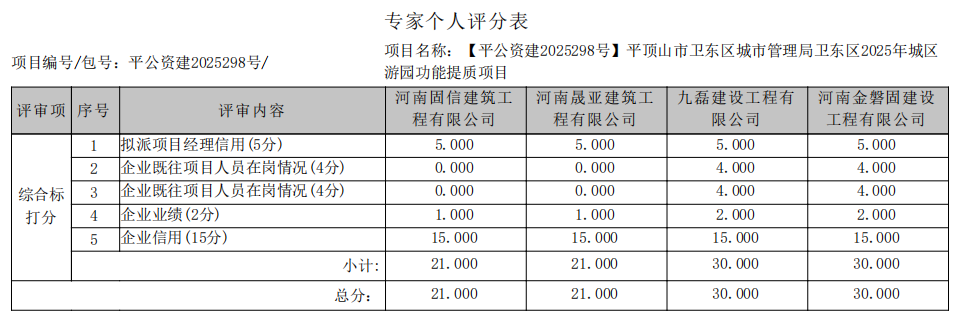 专家个人评分表
项目编号/包号：平公资建2025298号/
项目名称：【平公资建2025298号】平顶山市卫东区城市管理局卫东区2025年城区
游园功能提质项目
评审项 序号 评审内容 河南固信建筑工程有限公司 河南晟亚建筑工程有限公司 九磊建设工程有限公司 河南金磐固建设工程有限公司
综合标打分
1 拟派项目经理信用(5分) 5.000 5.000 5.000 5.000
2 企业既往项目人员在岗情况(4分) 0.000 0.000 4.000 4.000
3 企业既往项目人员在岗情况(4分) 0.000 0.000 4.000 4.000
4 企业业绩(2分) 1.000 1.000 2.000 2.000
5 企业信用(15分) 15.000 15.000 15.000 15.000
小计: 21.000 21.000 30.000 30.000
总分: 21.000 21.000 30.000 30.000